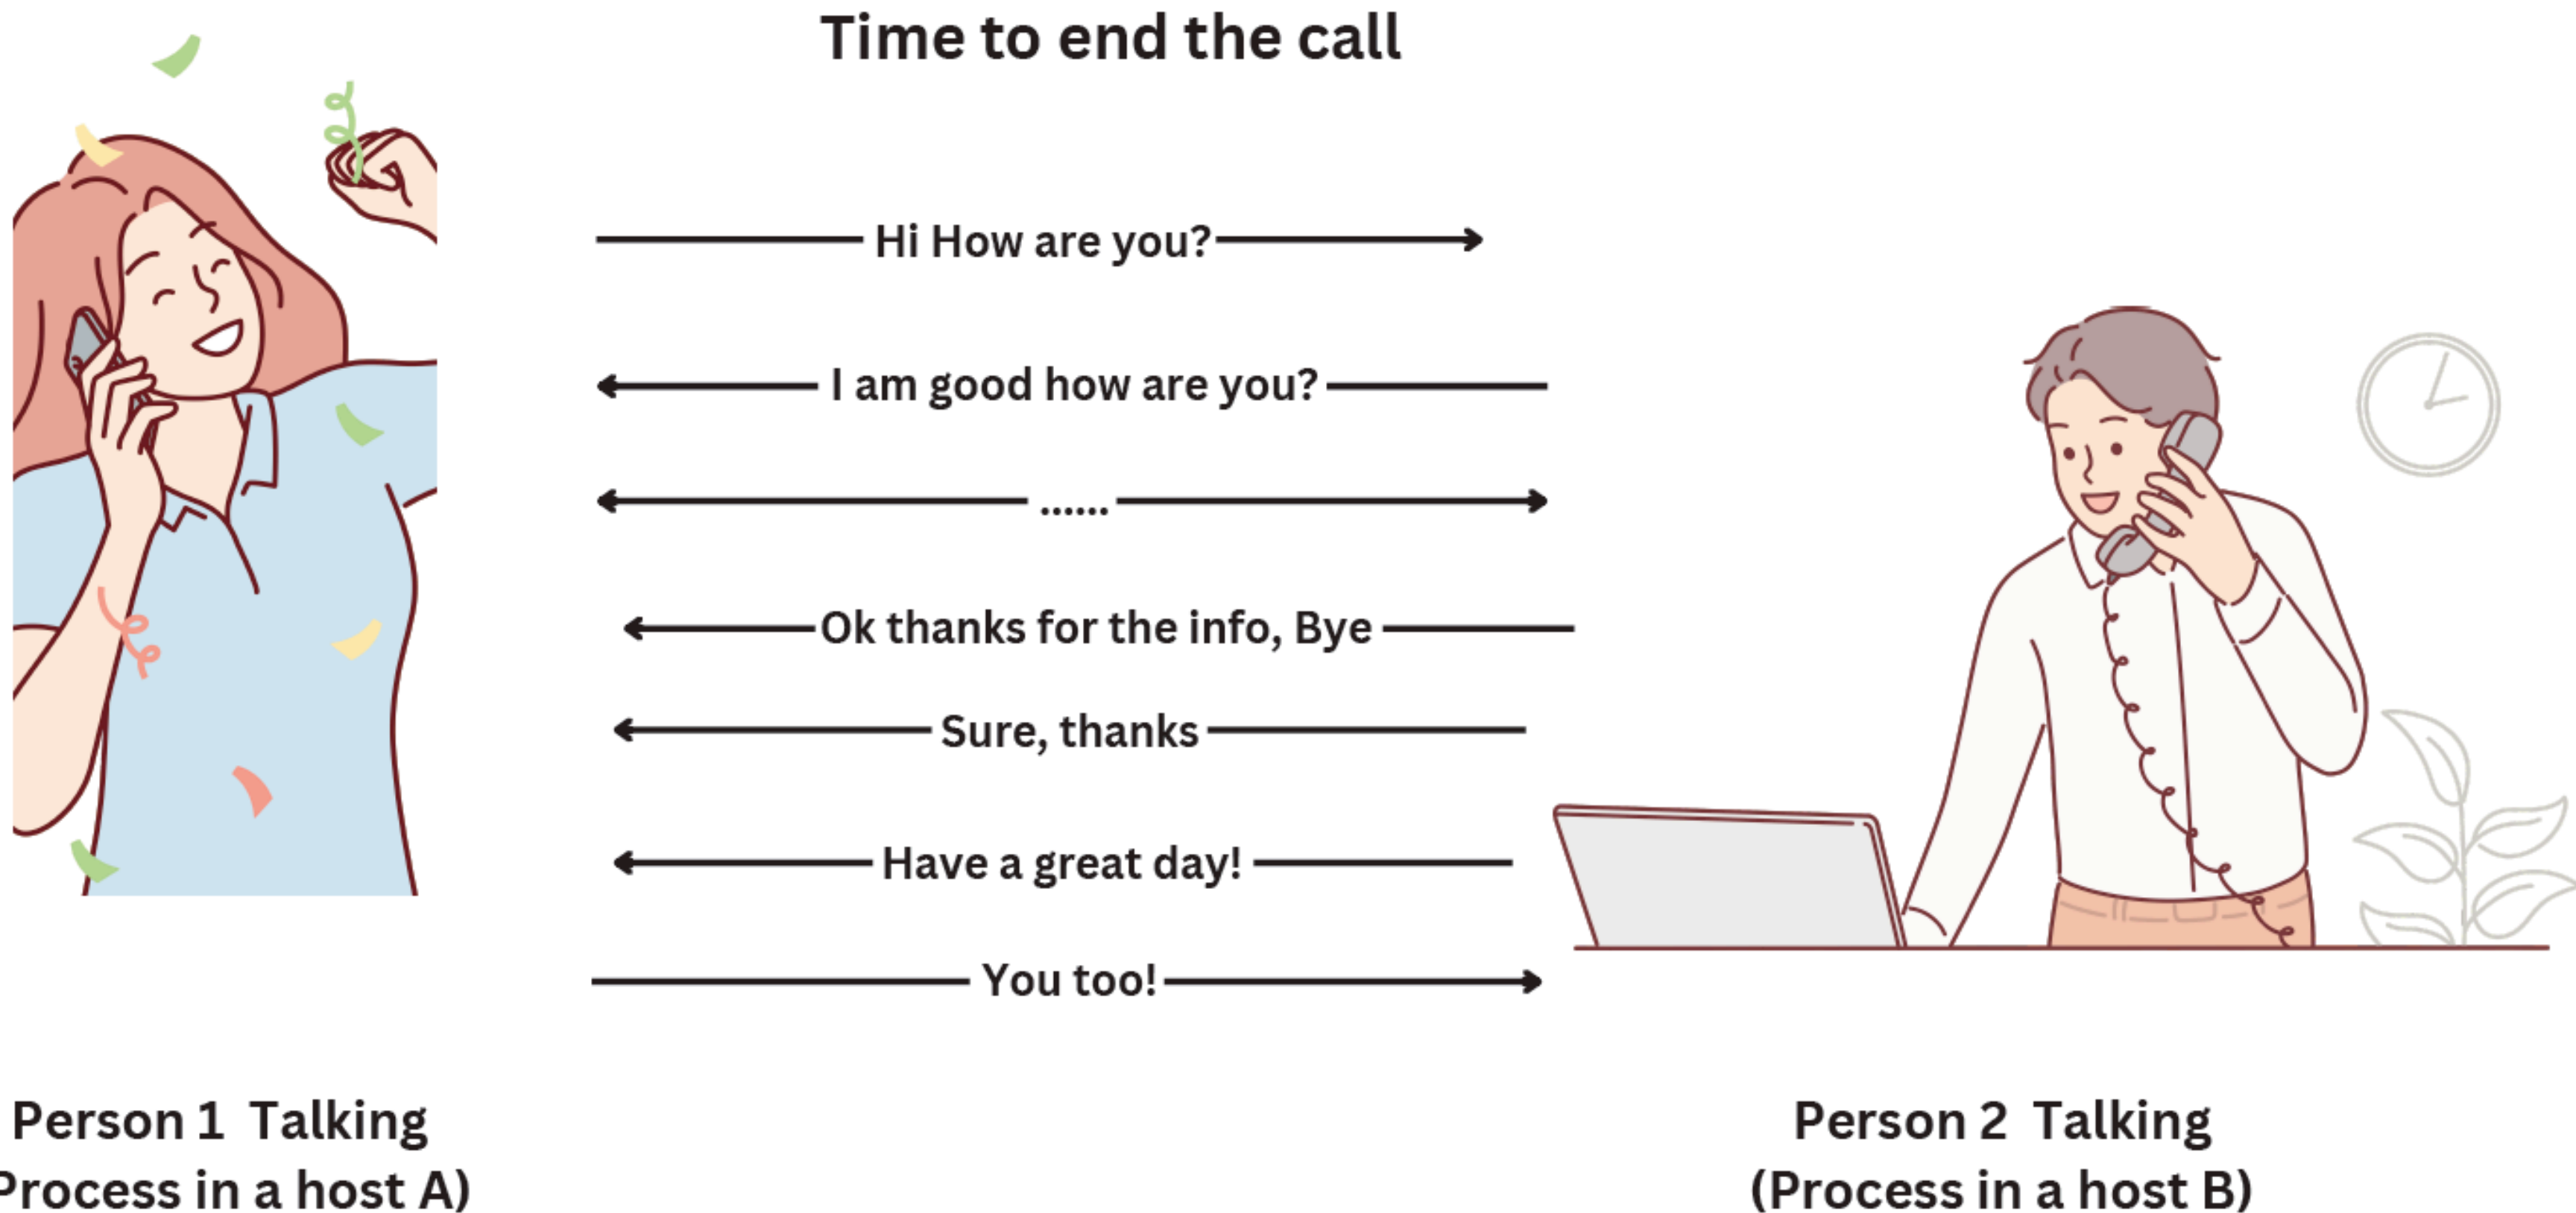 Time to end the call
Hi How are you?
I am good how are you?
......
Ok thanks for the info, Bye
Sure, thanks
Have a great day!
You too!
Person 1 Talking
Process in a host A)
Person 2 Talking
(Process in a host B)